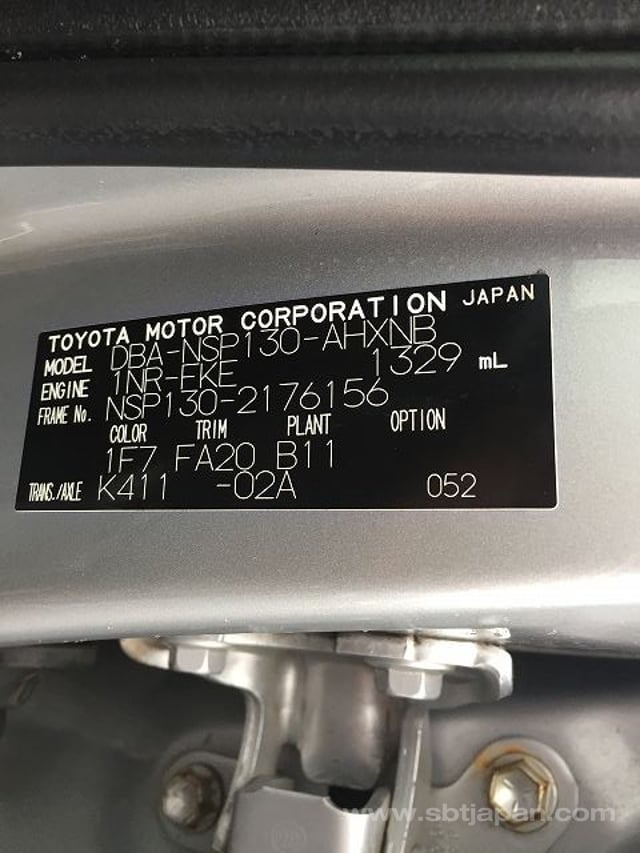 TOYOTA MOTOR CORPORATION JAPAN
MODEL DBA-NSP130-AHXNB
ENGINE 1NR-FKE 1329 mL
FRAME No. NSP130-2176156
COLOR TRIM PLANT OPTION
1F7 FA20 B11
TRANS./AXLE K411 -02A 052
www.sbtjapan.com